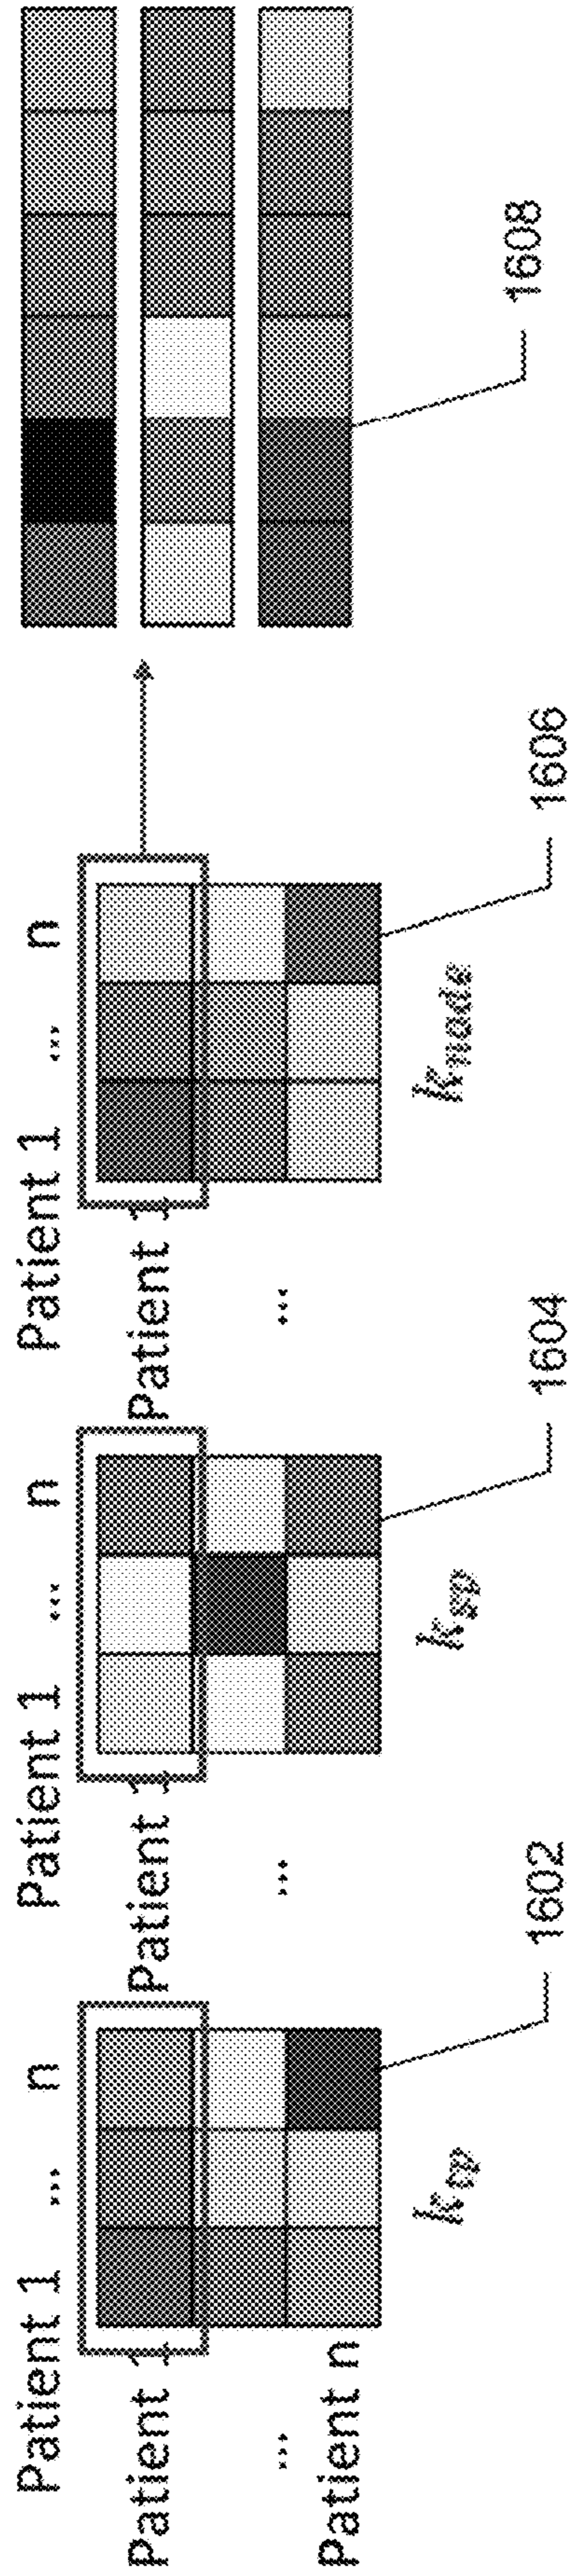 Patient 1 ... n Patient 1 ... n Patient 1 ... n
Patient 1 Patient 1 Patient 1
... ... ...
Patient n
k_tp k_sp k_node
1602 1604 1606 1608